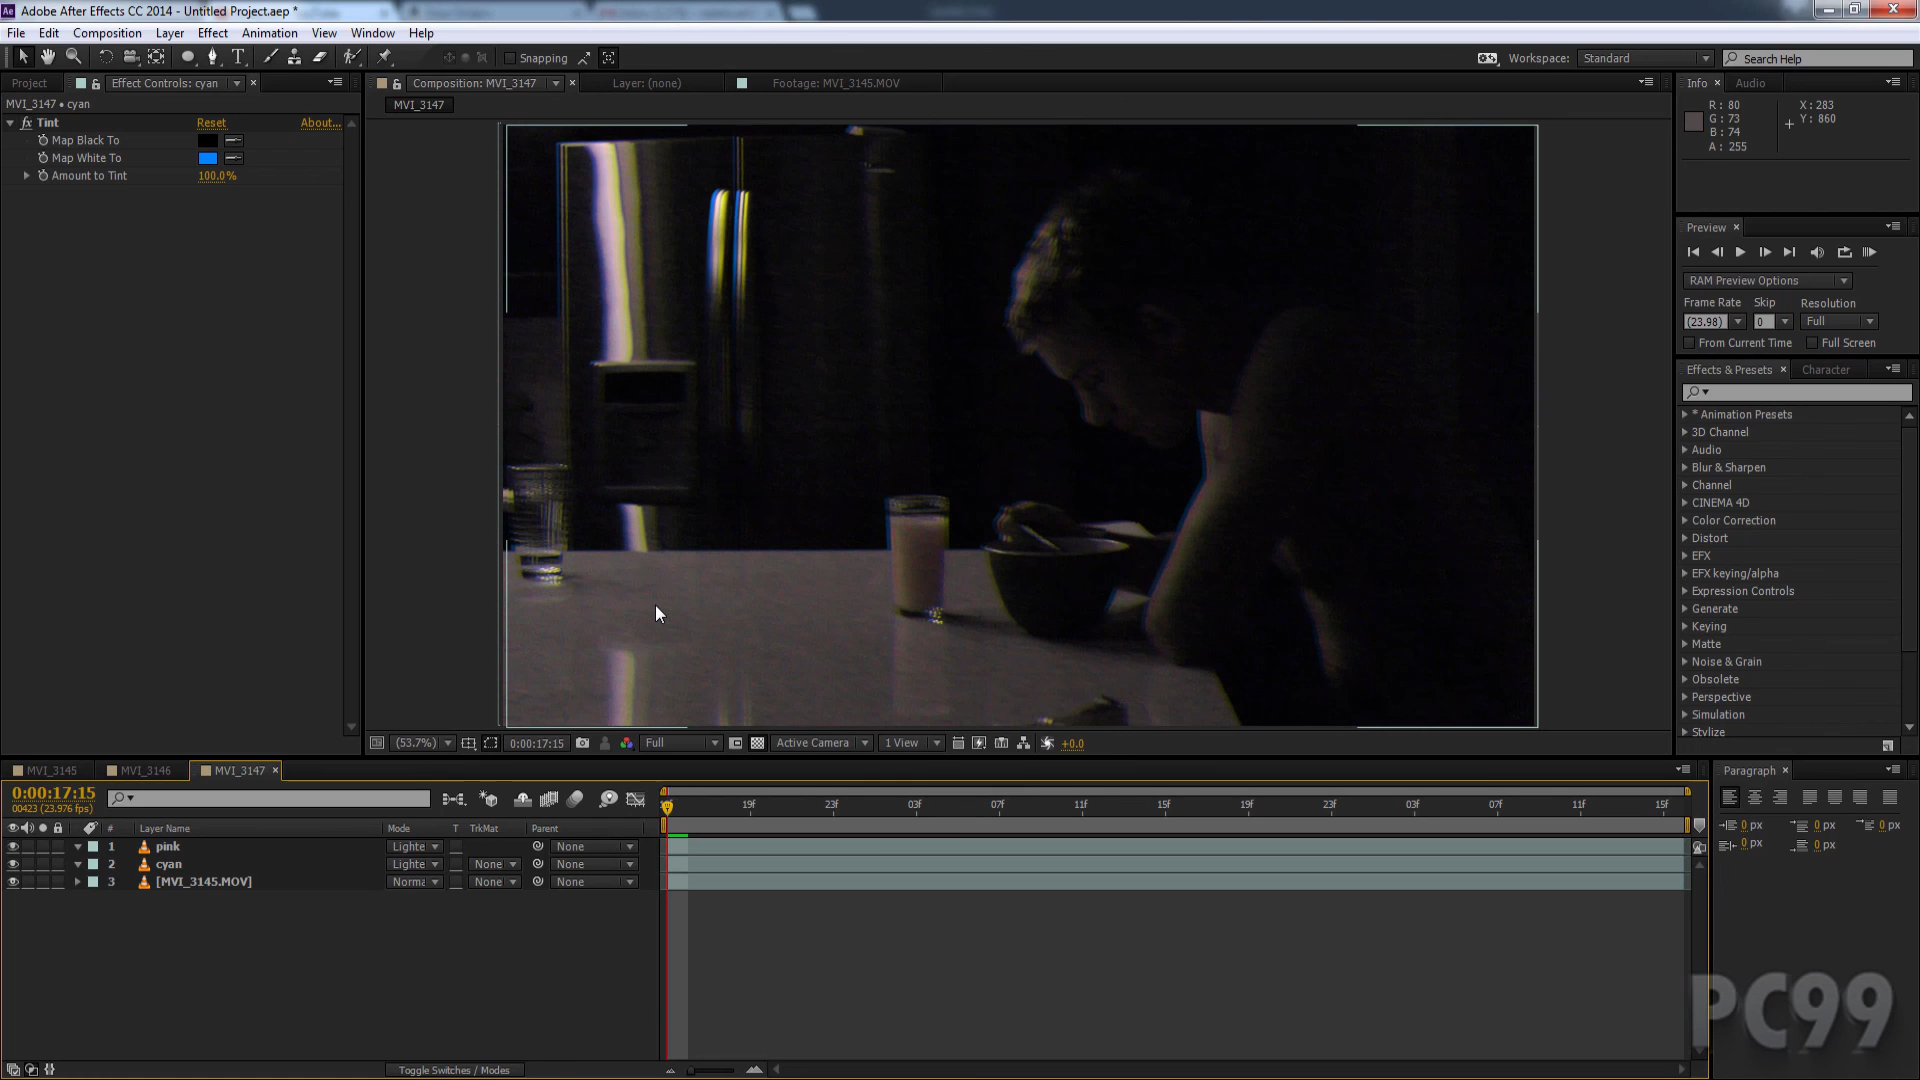 Adobe After Effects CC 2014 - Untitled Project.aep *
File Edit Composition Layer Effect Animation View Window Help
Snapping
Workspace: Standard
Search Help
Project
Effect Controls: cyan
MVI_3147 • cyan
fx Tint Reset About...
Map Black To
Map White To
Amount to Tint 100.0%
Composition: MVI_3147
Layer: (none)
Footage: MVI_3145.MOV
MVI_3147
(53.7%)
0:00:17:15
Full
Active Camera
1 View
+0.0
Info Audio
R: 80 X: 283
G: 73 Y: 860
B: 74
A: 255
Preview
RAM Preview Options
Frame Rate Skip Resolution
(23.98) 0 Full
From Current Time Full Screen
Effects & Presets Character
* Animation Presets
3D Channel
Audio
Blur & Sharpen
Channel
CINEMA 4D
Color Correction
Distort
EFX
EFX keying/alpha
Expression Controls
Generate
Keying
Matte
Noise & Grain
Obsolete
Perspective
Simulation
Stylize
MVI_3145 MVI_3146 MVI_3147
0:00:17:15
00423 (23.976 fps)
19f 23f 03f 07f 11f 15f 19f 23f 03f 07f 11f 15f
# Layer Name Mode T TrkMat Parent
1 pink Lighte None
2 cyan Lighte None None
3 [MVI_3145.MOV] Norma None None
Toggle Switches / Modes
Paragraph
0 px 0 px 0 px
0 px 0 px
PC99